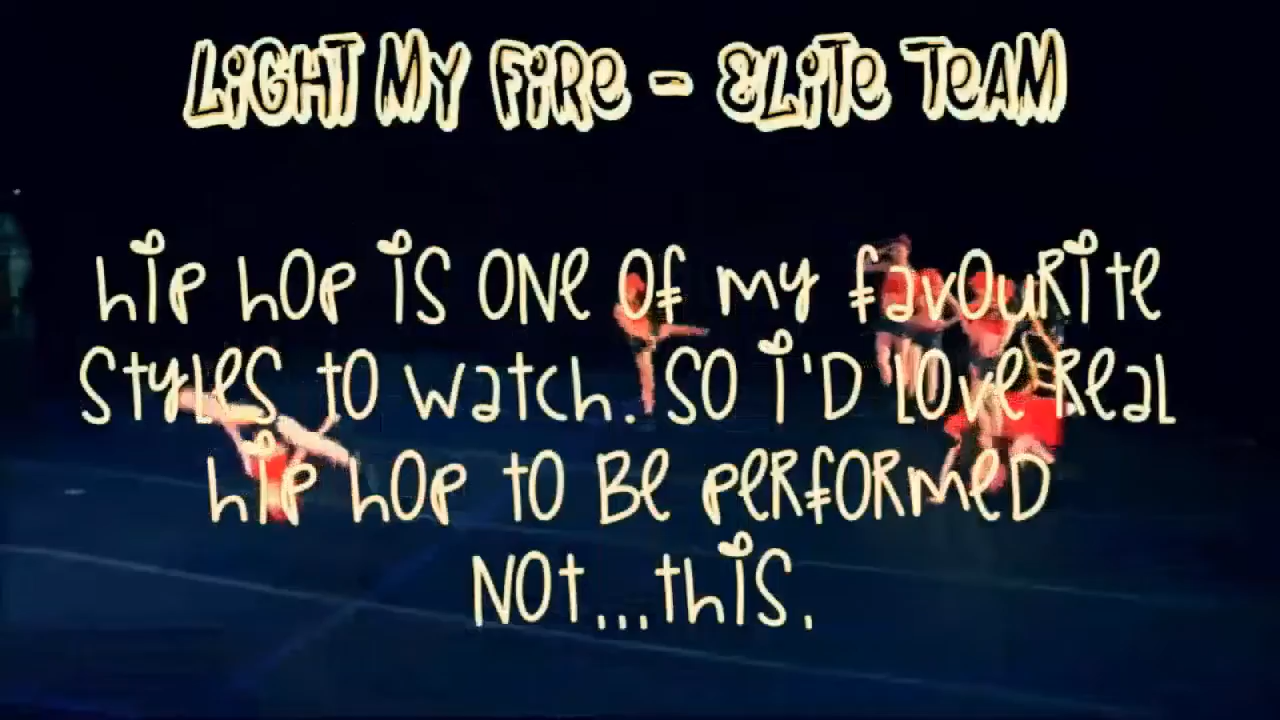 LiGHT MY FiRe - eLiTe TeAM
hip hop is one of my favourite
styles to watch. So i'd love real
hip hop to be performed
not...this.